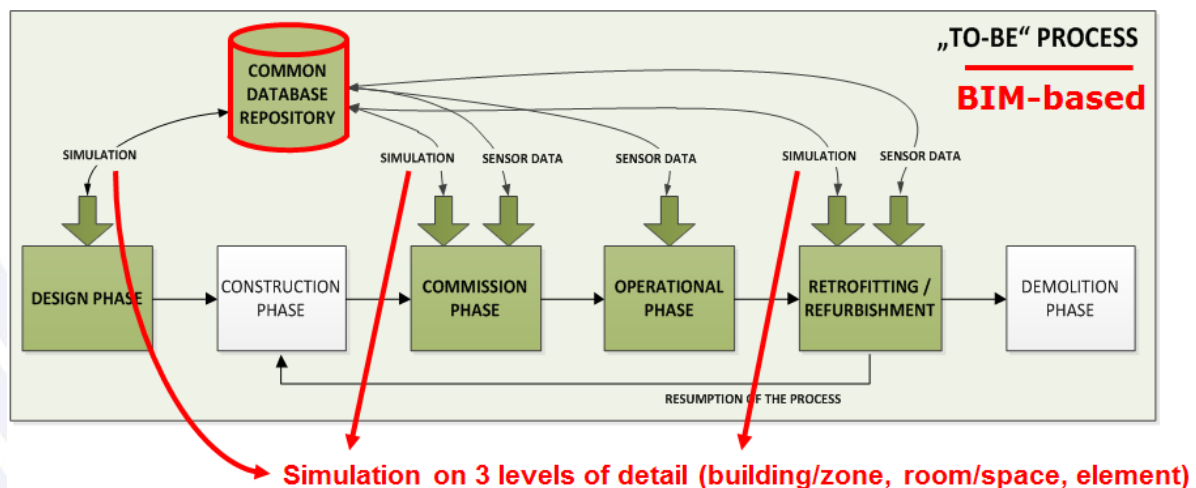 „TO-BE“ PROCESS
BIM-based
COMMON
DATABASE
REPOSITORY
SIMULATION
SIMULATION
SENSOR DATA
SENSOR DATA
SIMULATION
SENSOR DATA
DESIGN PHASE
CONSTRUCTION
PHASE
COMMISSION
PHASE
OPERATIONAL
PHASE
RETROFITTING /
REFURBISHMENT
DEMOLITION
PHASE
RESUMPTION OF THE PROCESS
Simulation on 3 levels of detail (building/zone, room/space, element)